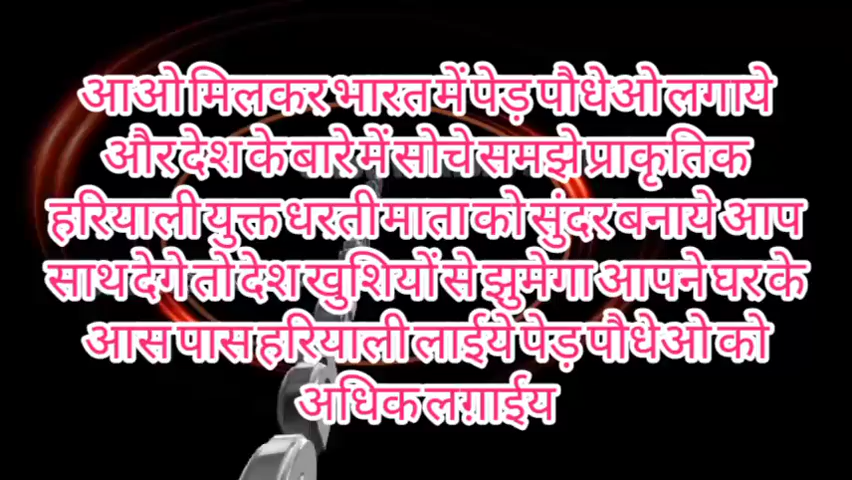 आओ मिलकर भारत में पेड़ पौधेओ लगाये
और देश के बारे में सोचे समझे प्राकृतिक
हरियाली युक्त धरती माता को सुंदर बनाये आप
साथ देगे तो देश खुशियों से झुमेगा आपने घर के
आस पास हरियाली लाईये पेड़ पौधेओ को
अधिक लग़ाईय